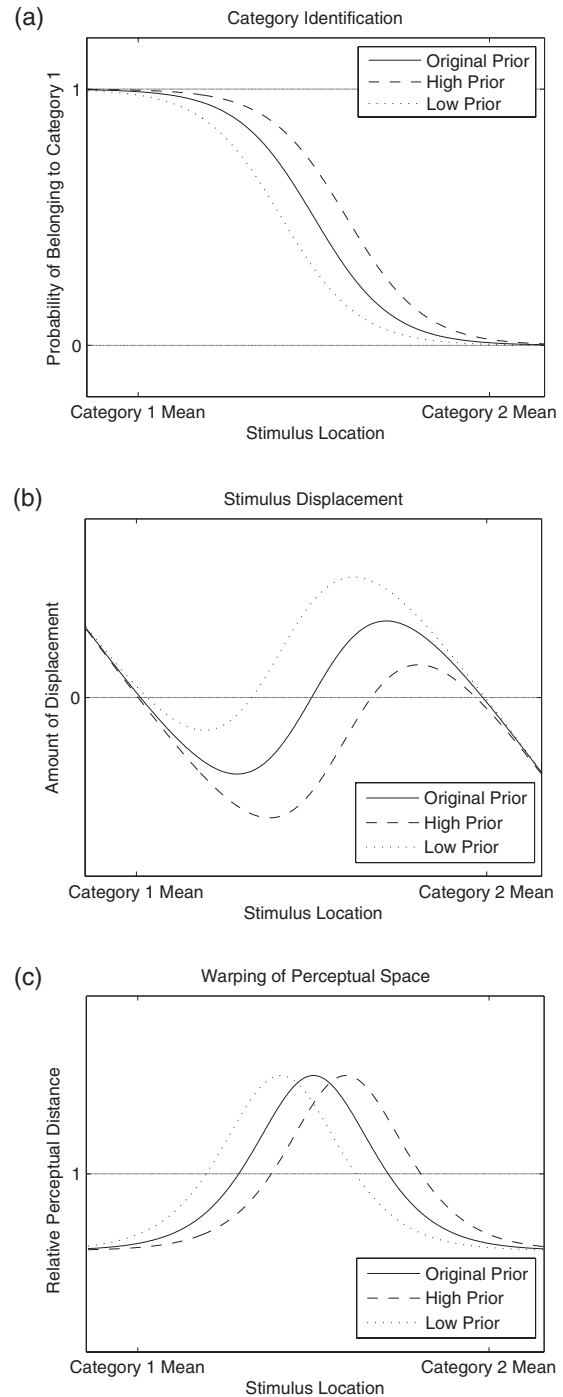 (a)
Category Identification
Original Prior
High Prior
Low Prior
1
0
Probability of Belonging to Category 1
Category 1 Mean
Category 2 Mean
Stimulus Location
(b)
Stimulus Displacement
0
Amount of Displacement
Original Prior
High Prior
Low Prior
Category 1 Mean
Category 2 Mean
Stimulus Location
(c)
Warping of Perceptual Space
1
Relative Perceptual Distance
Original Prior
High Prior
Low Prior
Category 1 Mean
Category 2 Mean
Stimulus Location